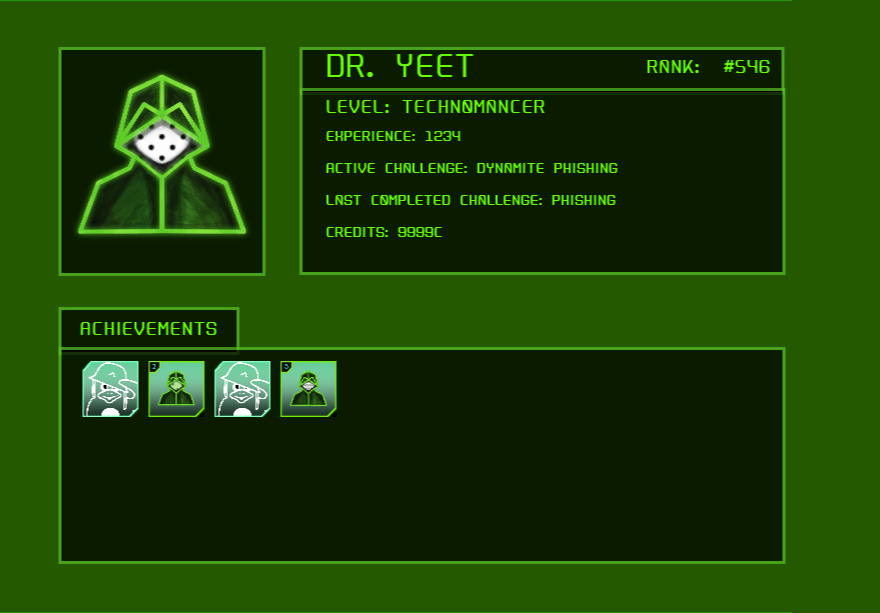 DR. YEET
RANK: #546
LEVEL: TECHNOMANCER
EXPERIENCE: 1234
ACTIVE CHALLENGE: DYNAMITE PHISHING
LAST COMPLETED CHALLENGE: PHISHING
CREDITS: 9999C
ACHIEVEMENTS